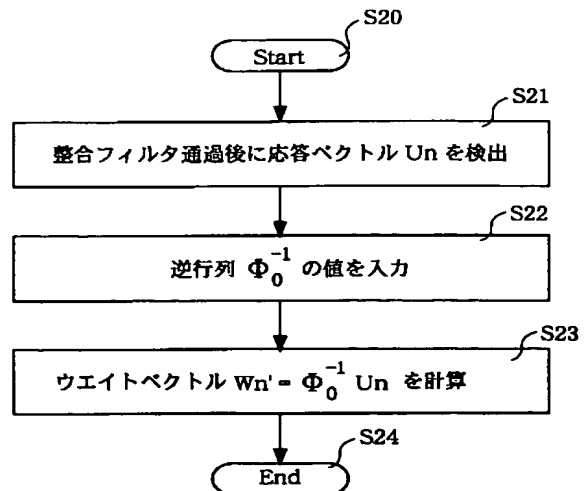 S20
Start
S21
整合フィルタ通過後に応答ベクトル Un を検出
S22
逆行列 Φ₀⁻¹ の値を入力
S23
ウエイトベクトル Wn' = Φ₀⁻¹ Un を計算
S24
End